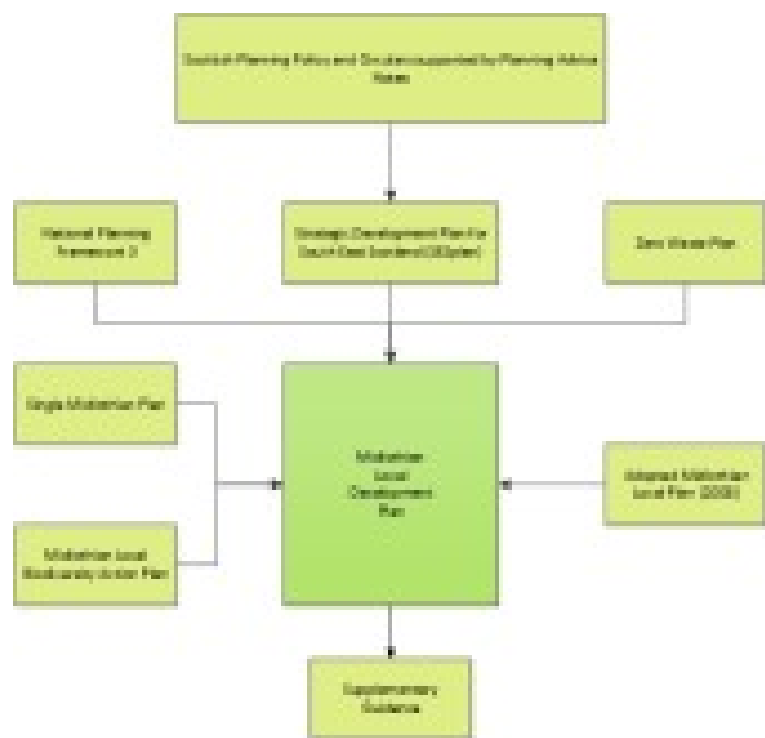 Scottish Planning Policy and Circulars supported by Planning Advice
Notes
National Planning
Framework 3
Strategic Development Plan for
South East Scotland (SESplan)
Zero Waste Plan
Single Midlothian Plan
Midlothian
Local
Development
Plan
Adopted Midlothian
Local Plan (2008)
Midlothian Local
Biodiversity Action Plan
Supplementary
Guidance